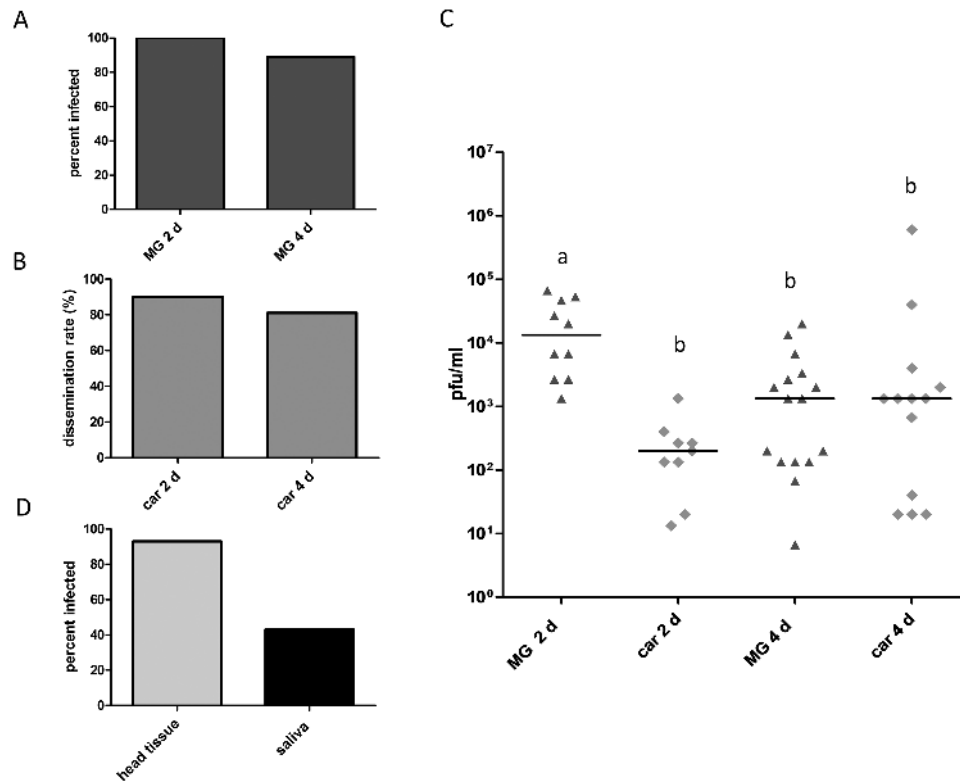 A
percent infected
100
80
60
40
20
0
MG 2 d
MG 4 d
B
dissemination rate (%)
100
80
60
40
20
0
car 2 d
car 4 d
D
percent infected
100
80
60
40
20
0
head tissue
saliva
C
pfu/ml
10⁷
10⁶
10⁵
10⁴
10³
10²
10¹
10⁰
a
b
b
b
MG 2 d
car 2 d
MG 4 d
car 4 d